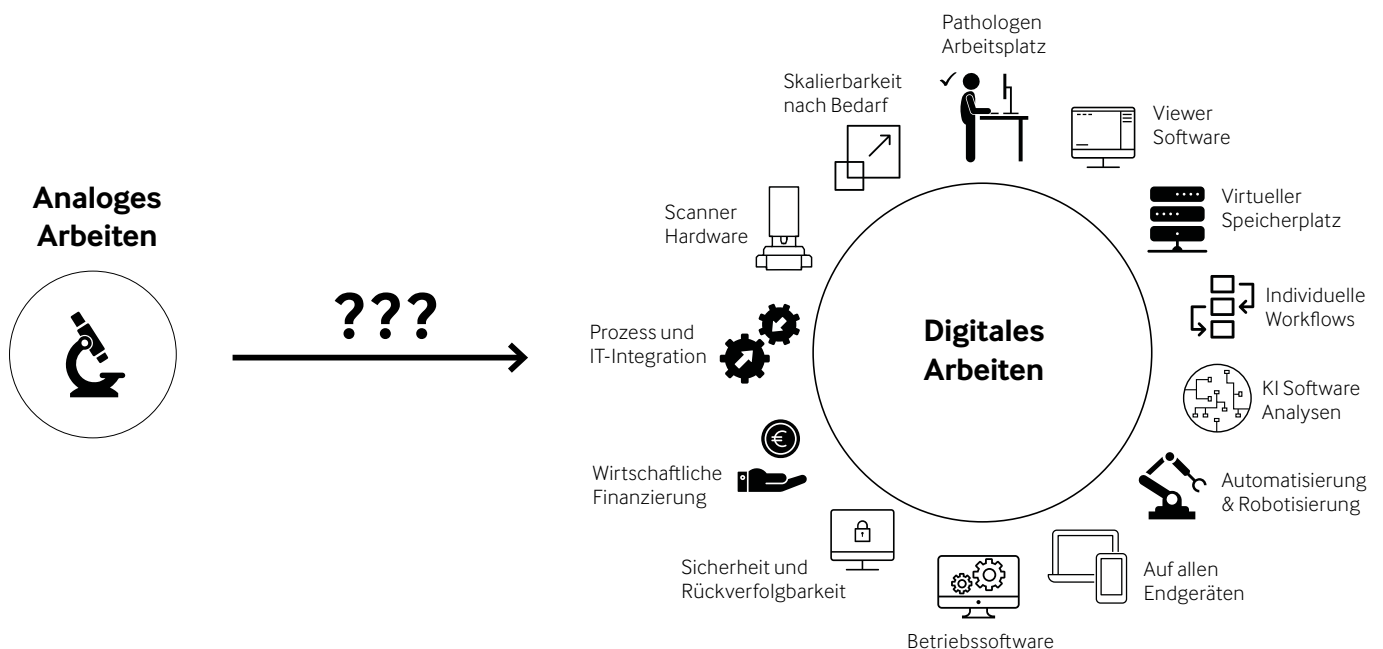 Analoges
Arbeiten
???
Digitales
Arbeiten
Pathologen
Arbeitsplatz
Viewer
Software
Virtueller
Speicherplatz
Individuelle
Workflows
KI Software
Analysen
Automatisierung
& Robotisierung
Auf allen
Endgeräten
Betriebssoftware
Sicherheit und
Rückverfolgbarkeit
Wirtschaftliche
Finanzierung
€
Prozess und
IT-Integration
Scanner
Hardware
Skalierbarkeit
nach Bedarf